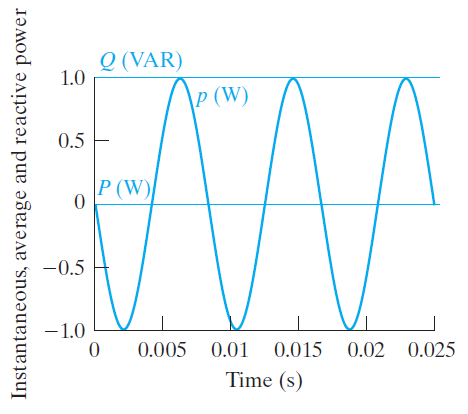 Instantaneous, average and reactive power
Q (VAR)
1.0
p (W)
0.5
P (W)
0
−0.5
−1.0
0 0.005 0.01 0.015 0.02 0.025
Time (s)